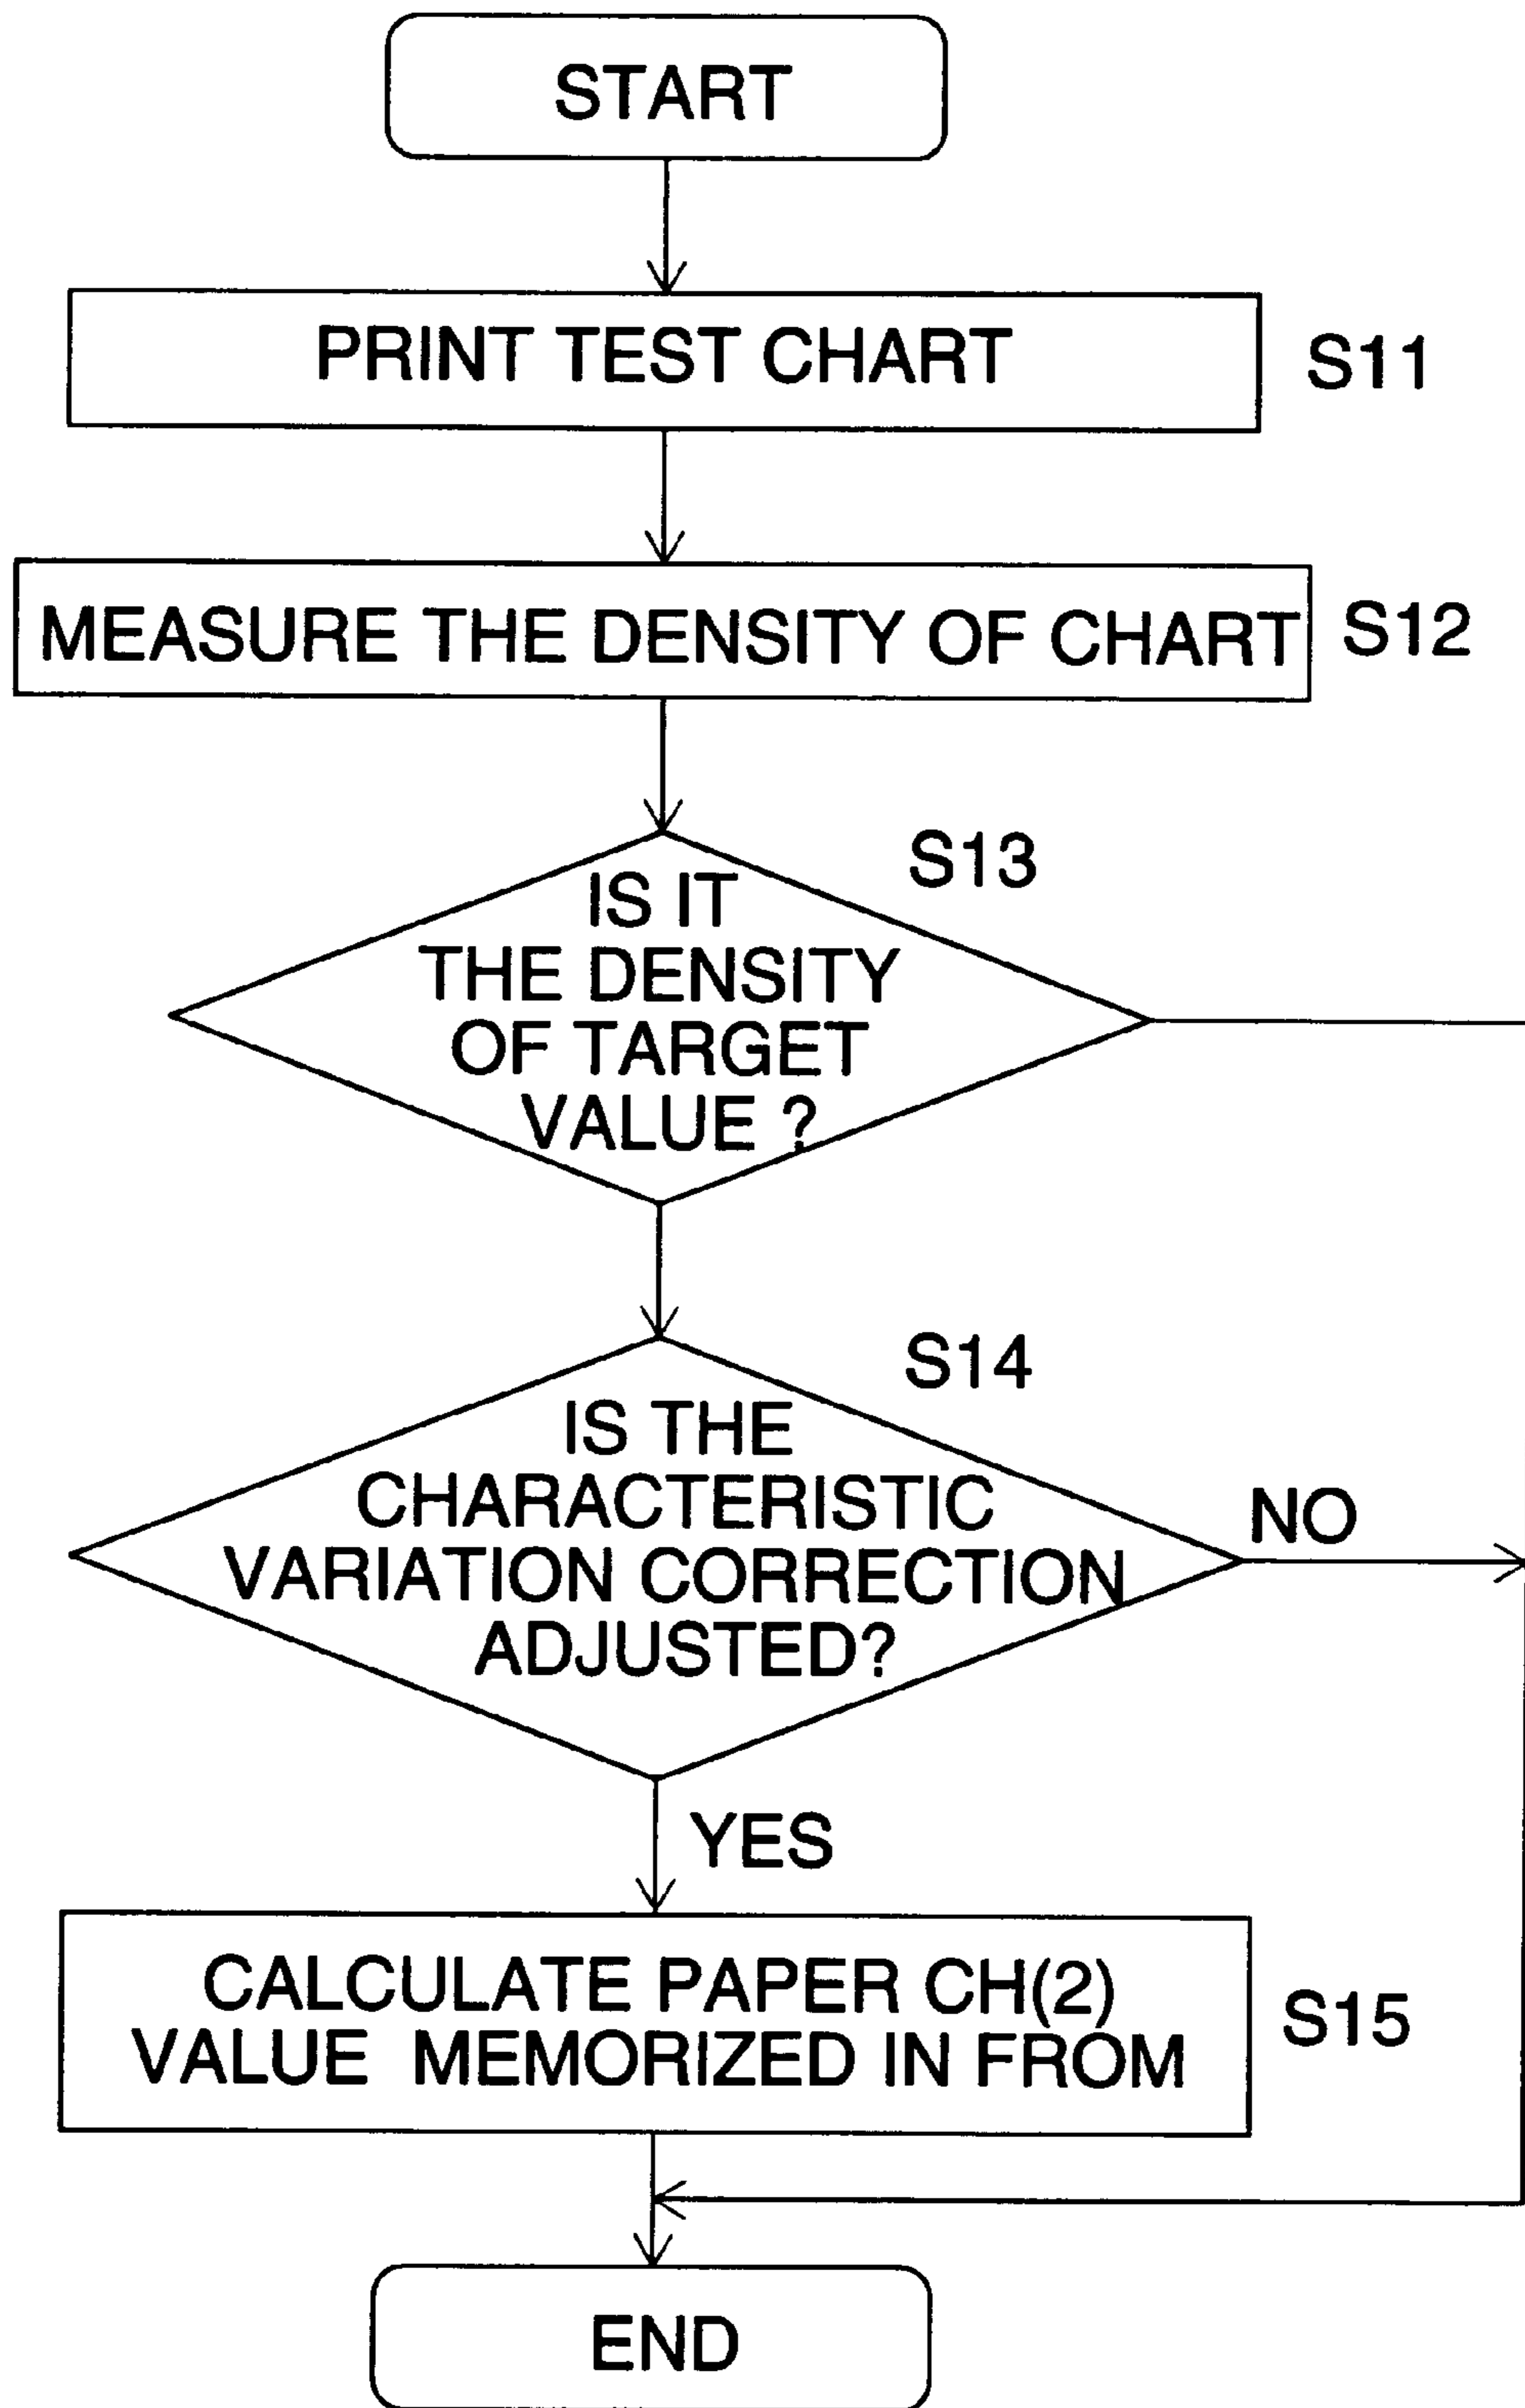 START
PRINT TEST CHART
S11
MEASURE THE DENSITY OF CHART
S12
S13
IS IT
THE DENSITY
OF TARGET
VALUE ?
S14
IS THE
CHARACTERISTIC
VARIATION CORRECTION
ADJUSTED?
NO
YES
CALCULATE PAPER CH(2)
VALUE MEMORIZED IN FROM
S15
END